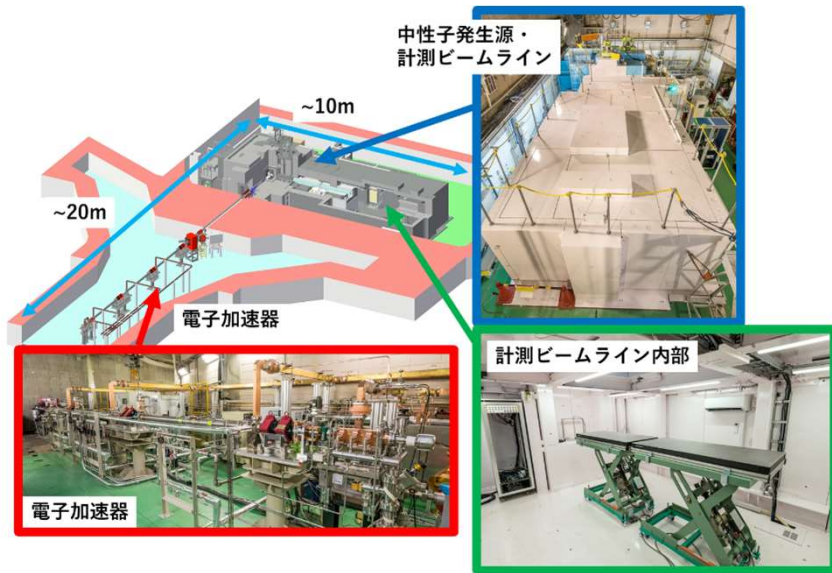 中性子発生源・
計測ビームライン
~10m
~20m
電子加速器
計測ビームライン内部
電子加速器